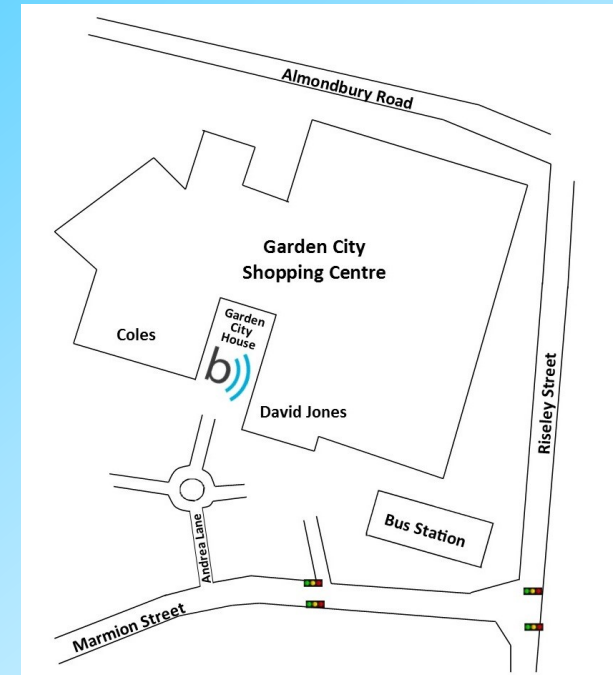 Almondbury Road
Garden City
Shopping Centre
Garden
City
House
Coles
b
David Jones
Riseley Street
Bus Station
Andrea Lane
Marmion Street